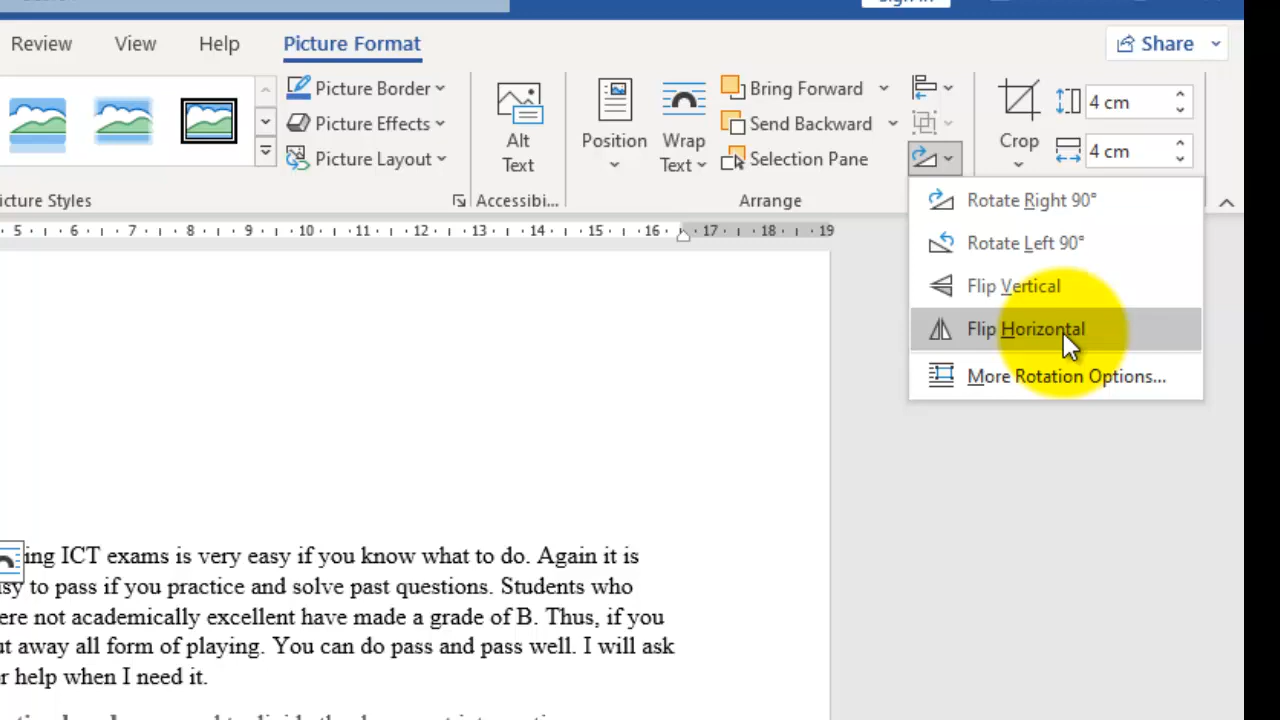 Review View Help Picture Format Share
Picture Border Bring Forward 4 cm
Picture Effects Send Backward
Alt Text Position Wrap Text Crop
Picture Layout Selection Pane 4 cm
icture Styles Accessibi... Arrange
Rotate Right 90°
Rotate Left 90°
Flip Vertical
Flip Horizontal
More Rotation Options...
5 6 7 8 9 10 11 12 13 14 15 16 17 18 19
ing ICT exams is very easy if you know what to do. Again it is
sy to pass if you practice and solve past questions. Students who
ere not academically excellent have made a grade of B. Thus, if you
ut away all form of playing. You can do pass and pass well. I will ask
r help when I need it.